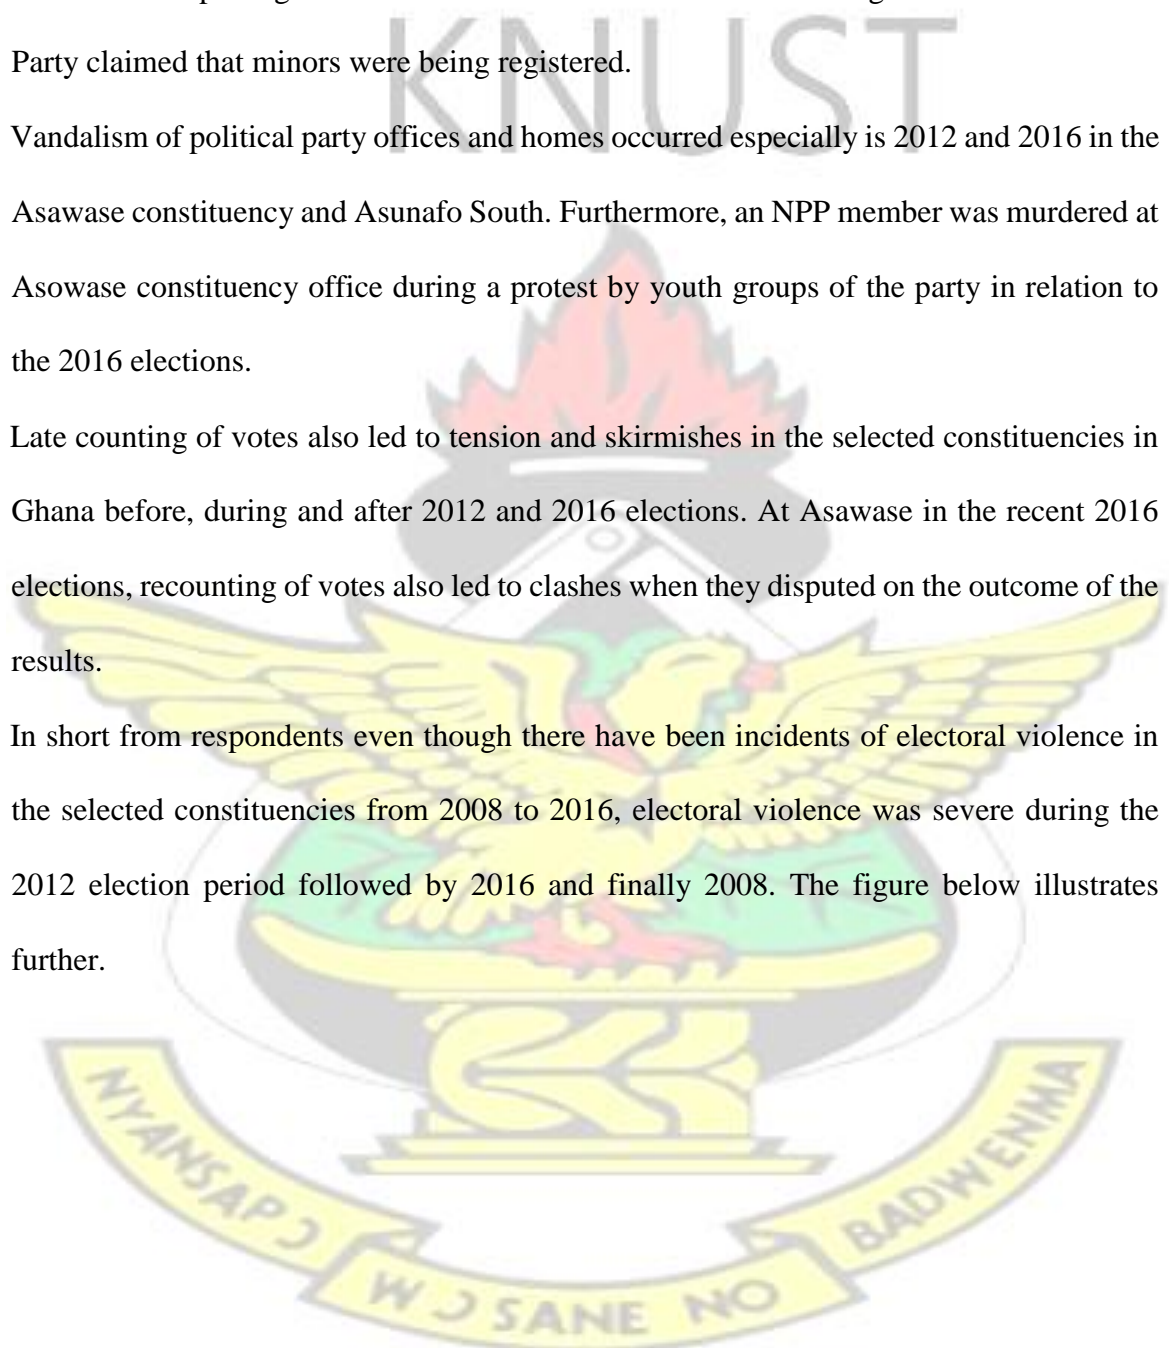 KNUST
Party claimed that minors were being registered.
Vandalism of political party offices and homes occurred especially is 2012 and 2016 in the
Asawase constituency and Asunafo South. Furthermore, an NPP member was murdered at
Asowase constituency office during a protest by youth groups of the party in relation to
the 2016 elections.
Late counting of votes also led to tension and skirmishes in the selected constituencies in
Ghana before, during and after 2012 and 2016 elections. At Asawase in the recent 2016
elections, recounting of votes also led to clashes when they disputed on the outcome of the
results.
In short from respondents even though there have been incidents of electoral violence in
the selected constituencies from 2008 to 2016, electoral violence was severe during the
2012 election period followed by 2016 and finally 2008. The figure below illustrates
further.
NYANSAPƆ WƆSANE NO BADWENMA